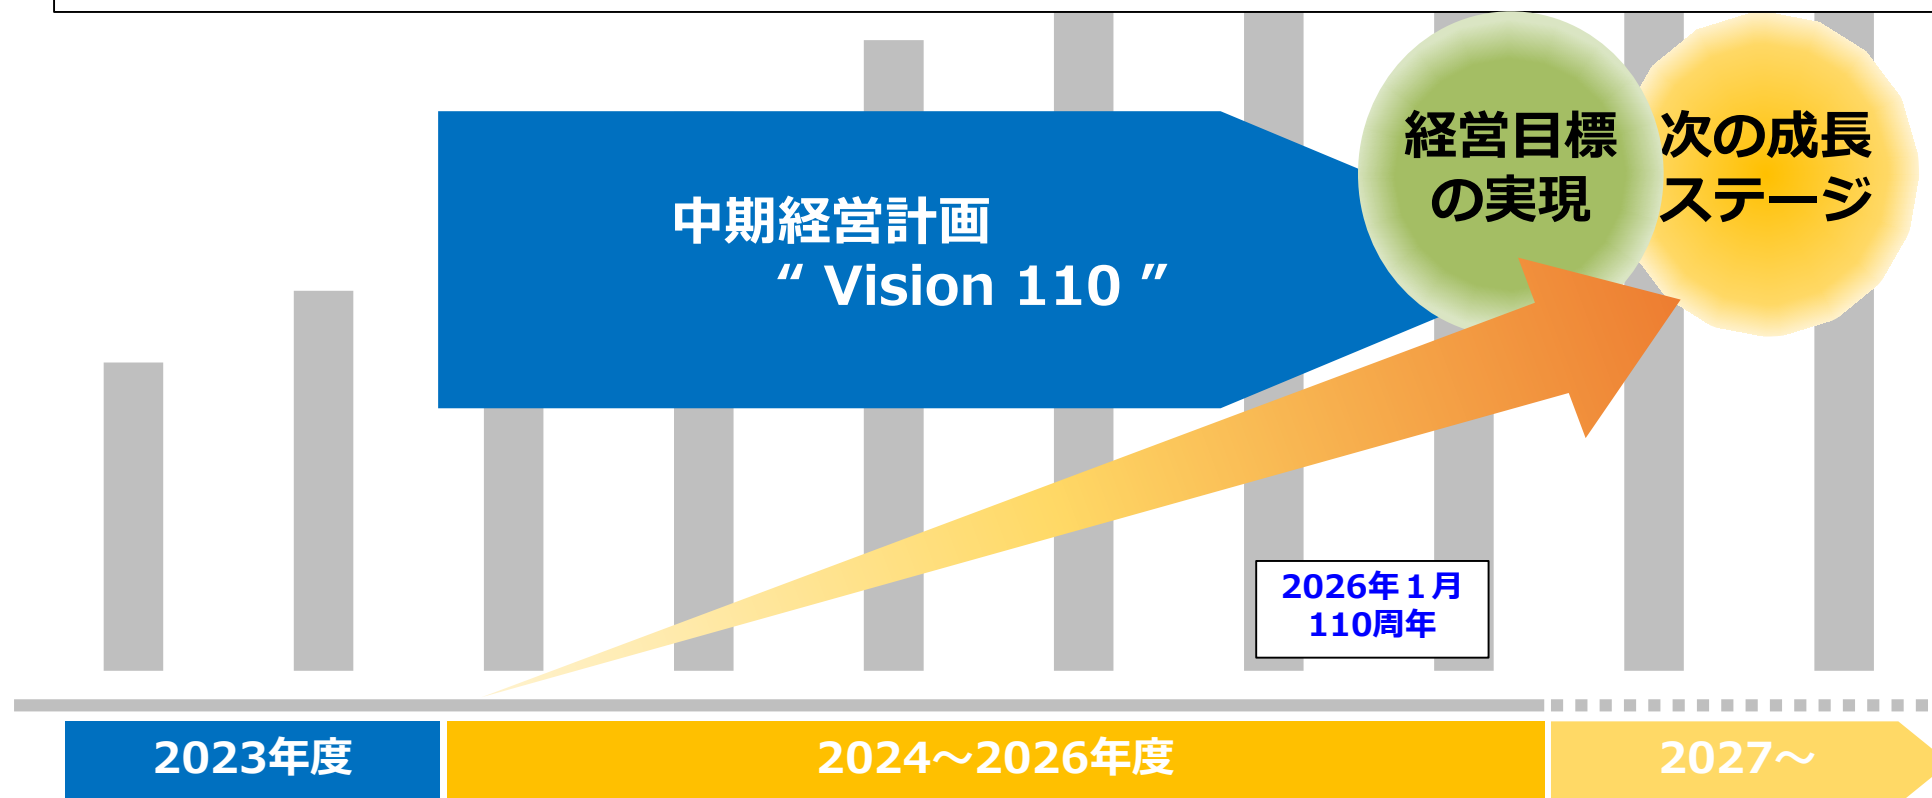 経営目標
の実現
次の成長
ステージ
中期経営計画
“ Vision 110 ”
2026年１月
110周年
2023年度
2024～2026年度
2027～